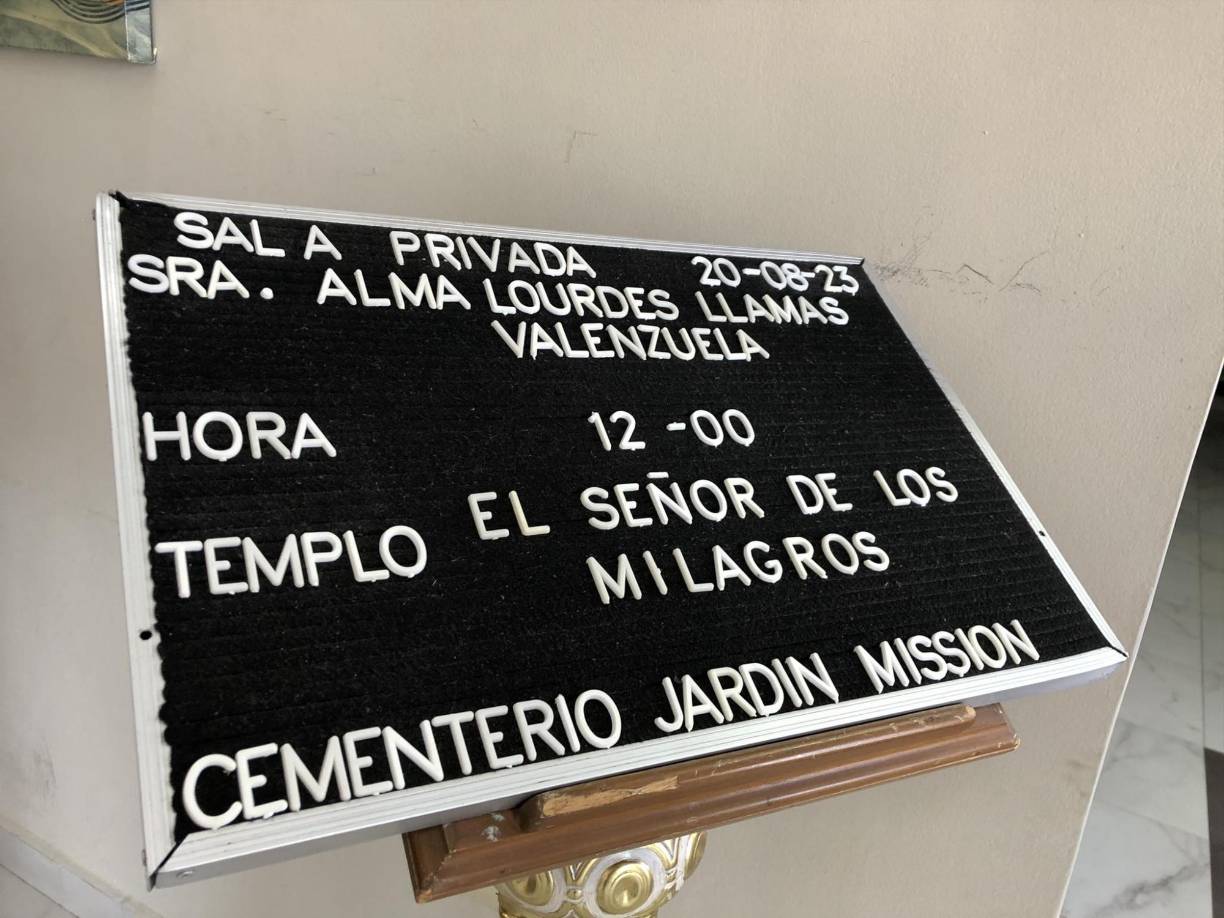 SALA PRIVADA 20-08-23
SRA. ALMA LOURDES LLAMAS
VALENZUELA
HORA 12-00
TEMPLO EL SEÑOR DE LOS
MILAGROS
CEMENTERIO JARDIN MISSION